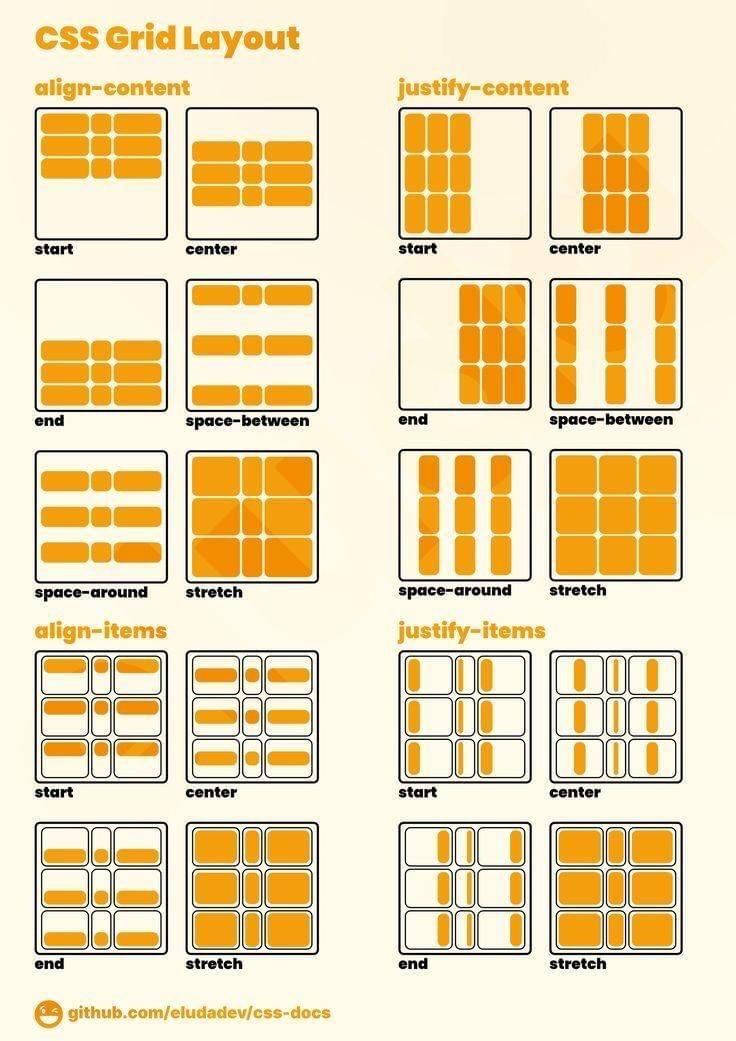 CSS Grid Layout
align-content
start
center
end
space-between
space-around
stretch
justify-content
start
center
end
space-between
space-around
stretch
align-items
start
center
end
stretch
justify-items
start
center
end
stretch
github.com/eludadev/css-docs